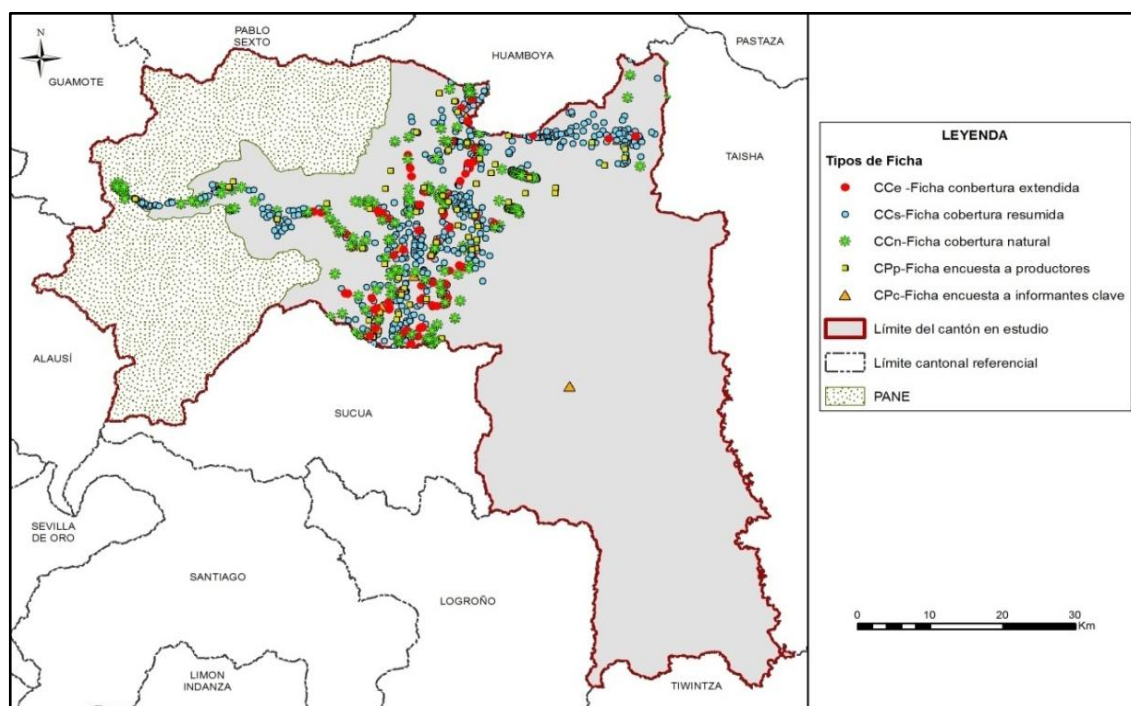 N
PABLO
SEXTO
HUAMBOYA
PASTAZA
GUAMOTE
TAISHA
ALAUSÍ
SUCUA
SEVILLA
DE ORO
SANTIAGO
LOGROÑO
LIMON
INDANZA
TIWINTZA
LEYENDA
Tipos de Ficha
CCe -Ficha conbertura extendida
CCs-Ficha cobertura resumida
CCn-Ficha cobertura natural
CPp-Ficha encuesta a productores
CPc-Ficha encuesta a informantes clave
Límite del cantón en estudio
Límite cantonal referencial
PANE
0 10 20 30
Km